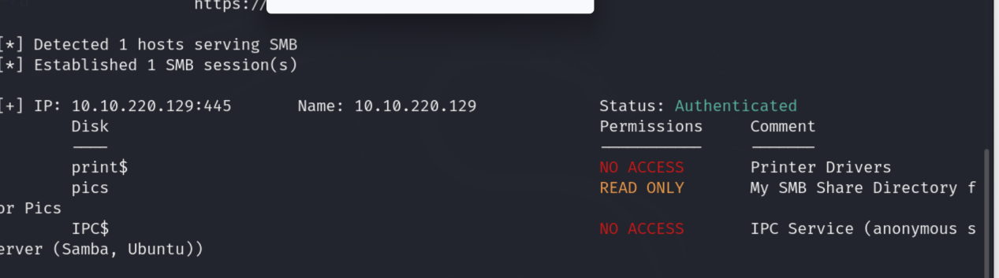 https://
[*] Detected 1 hosts serving SMB
[*] Established 1 SMB session(s)
[+] IP: 10.10.220.129:445 Name: 10.10.220.129 Status: Authenticated
Disk Permissions Comment
---- ----------- -------
print$ NO ACCESS Printer Drivers
pics READ ONLY My SMB Share Directory f
or Pics
IPC$ NO ACCESS IPC Service (anonymous s
erver (Samba, Ubuntu))